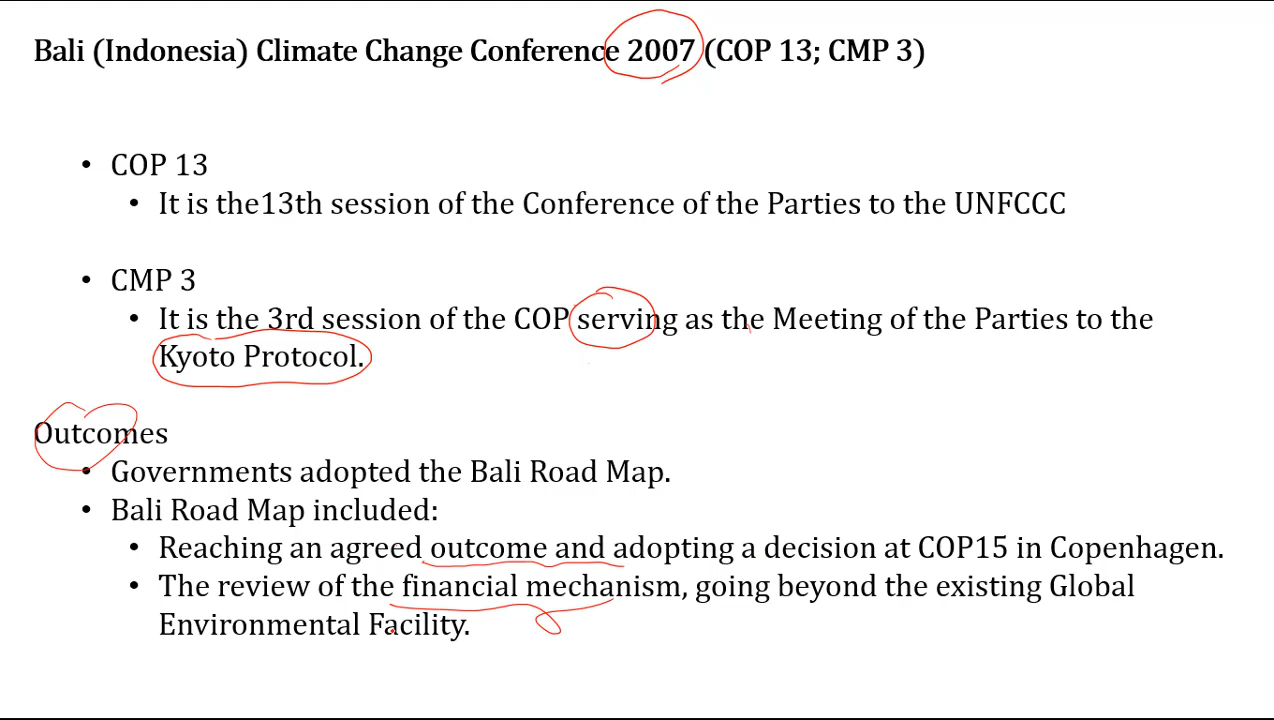 Bali (Indonesia) Climate Change Conference 2007 (COP 13; CMP 3)
• COP 13
• It is the13th session of the Conference of the Parties to the UNFCCC
• CMP 3
• It is the 3rd session of the COP serving as the Meeting of the Parties to the
Kyoto Protocol.
Outcomes
• Governments adopted the Bali Road Map.
• Bali Road Map included:
• Reaching an agreed outcome and adopting a decision at COP15 in Copenhagen.
• The review of the financial mechanism, going beyond the existing Global
Environmental Facility.